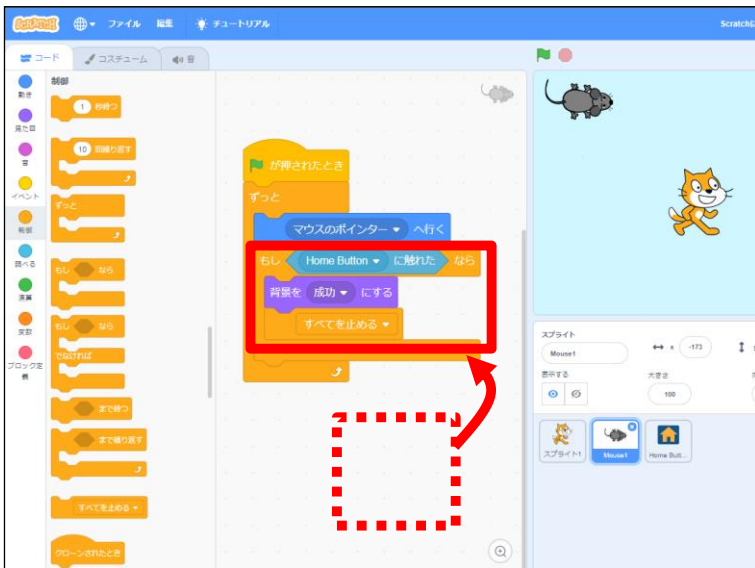 SCRATCH ファイル 編集 チュートリアル
コード コスチューム 音
動き
見た目
音
イベント
制御
調べる
演算
変数
ブロック定義
制御
1 秒待つ
10 回繰り返す
ずっと
もし なら
もし なら
でなければ
まで待つ
まで繰り返す
すべてを止める
クローンされたとき
が押されたとき
ずっと
マウスのポインター へ行く
もし Home Button に触れた なら
背景を 成功 にする
すべてを止める
スプライト
Mouse1 x -173
表示する 大きさ
100
スプライト1 Mouse1 Home Butt...